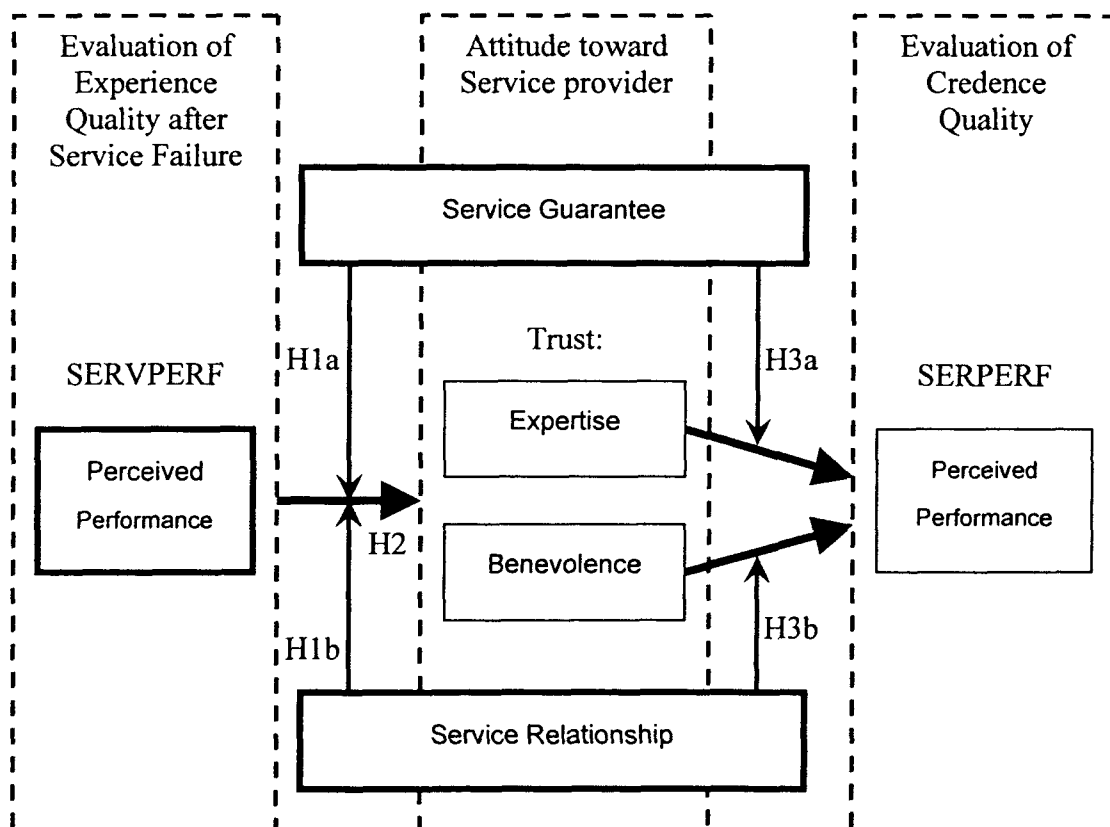 Evaluation of
Experience
Quality after
Service Failure
Attitude toward
Service provider
Evaluation of
Credence
Quality
Service Guarantee
H1a
Trust:
H3a
SERVPERF
SERPERF
Expertise
Perceived
Performance
Perceived
Performance
H2
Benevolence
H1b
H3b
Service Relationship